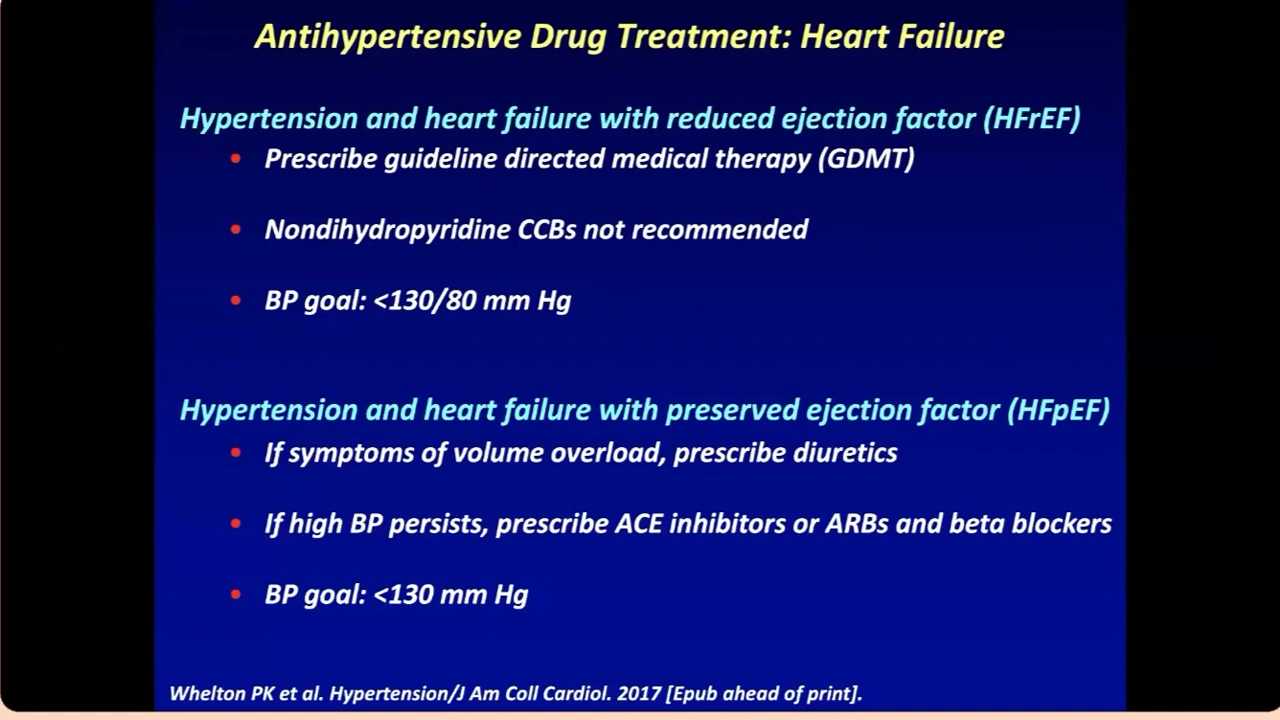 Antihypertensive Drug Treatment: Heart Failure
Hypertension and heart failure with reduced ejection factor (HFrEF)
• Prescribe guideline directed medical therapy (GDMT)
• Nondihydropyridine CCBs not recommended
• BP goal: <130/80 mm Hg
Hypertension and heart failure with preserved ejection factor (HFpEF)
• If symptoms of volume overload, prescribe diuretics
• If high BP persists, prescribe ACE inhibitors or ARBs and beta blockers
• BP goal: <130 mm Hg
Whelton PK et al. Hypertension/J Am Coll Cardiol. 2017 [Epub ahead of print].